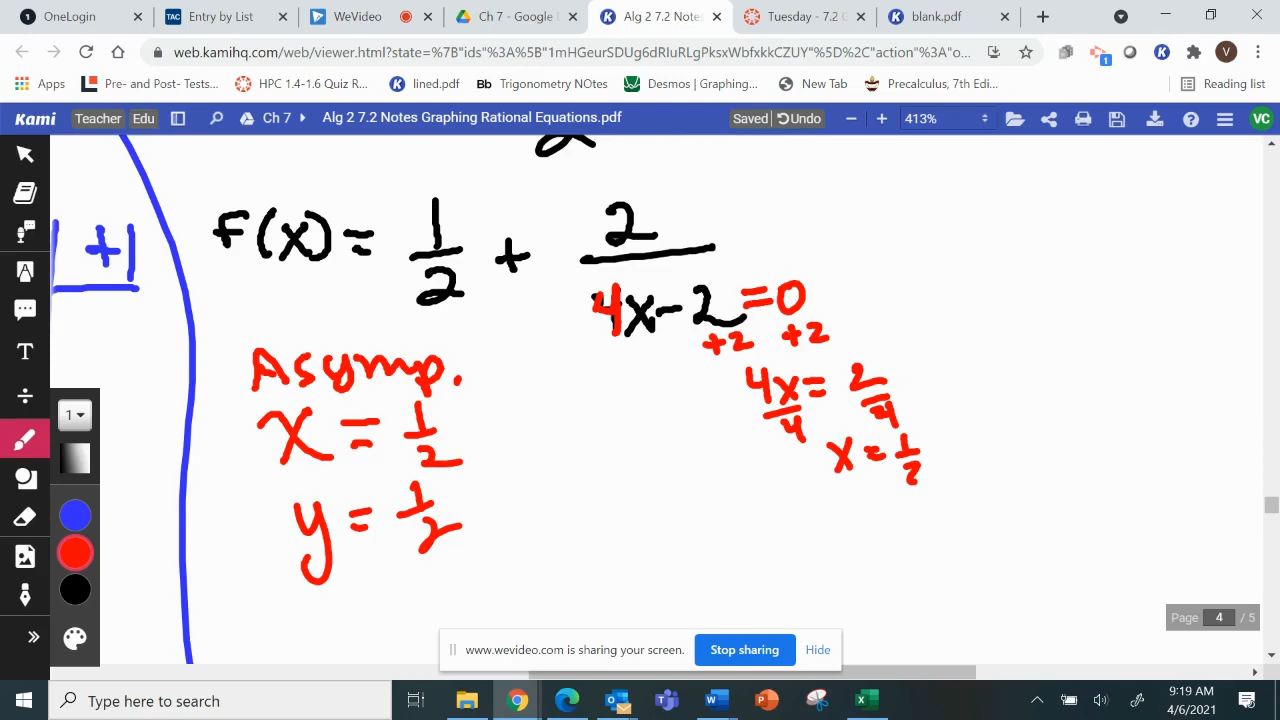 OneLogin
Entry by List
WeVideo
Ch 7 - Google
Alg 2 7.2 Notes
Tuesday - 7.2 C
blank.pdf
web.kamihq.com/web/viewer.html?state=%7B"ids"%3A%5B"1mHGeurSDUg6dRIuRLgPksxWbfxkkCZUY"%5D%2C"action"%3A"o...
Apps
Pre- and Post- Tests...
HPC 1.4-1.6 Quiz R...
lined.pdf
Bb Trigonometry NOtes
Desmos | Graphing...
New Tab
Precalculus, 7th Edi...
Reading list
Kami
Teacher
Edu
Ch 7
Alg 2 7.2 Notes Graphing Rational Equations.pdf
Saved
Undo
413%
VC
+1
f(x) = 1/2 + 2/(4x-2)
= 0
+2 +2
4x/4 = 2/4
x = 1/2
Asymp.
x = 1/2
y = 1/2
1
Page 4 / 5
www.wevideo.com is sharing your screen.
Stop sharing
Hide
Type here to search
9:19 AM
4/6/2021